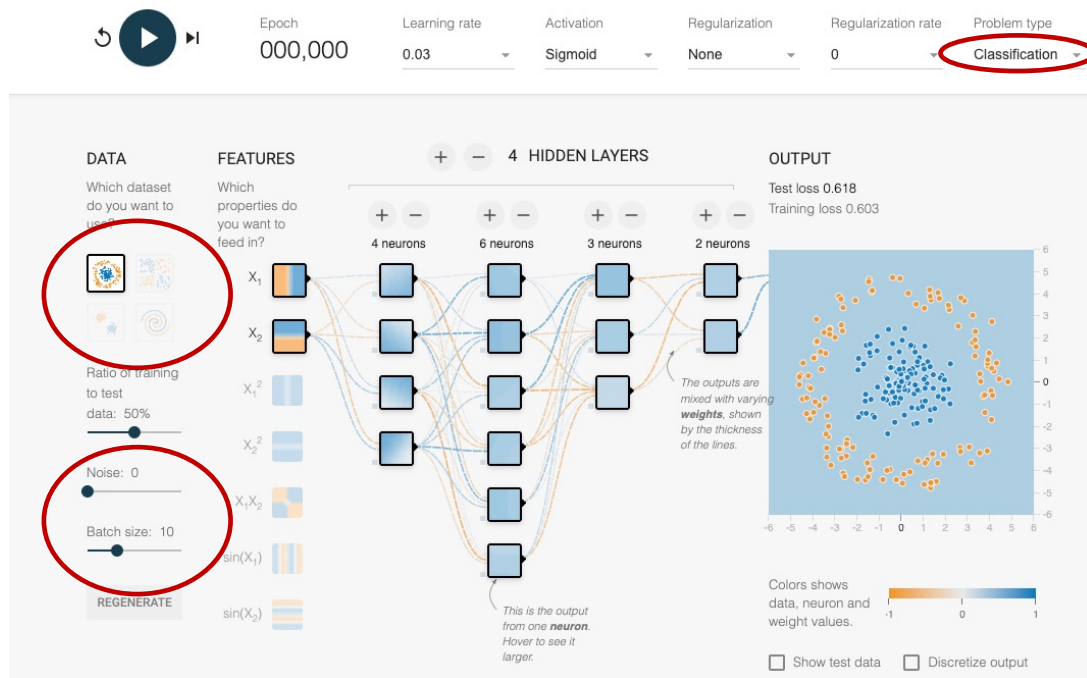 Epoch
000,000
Learning rate
0.03
Activation
Sigmoid
Regularization
None
Regularization rate
0
Problem type
Classification
DATA
Which dataset
do you want to
use?
Ratio of training
to test
data: 50%
Noise: 0
Batch size: 10
REGENERATE
FEATURES
Which
properties do
you want to
feed in?
X₁
X₂
X₁²
X₂²
X₁X₂
sin(X₁)
sin(X₂)
+ − 4 HIDDEN LAYERS
+ −
4 neurons
+ −
6 neurons
+ −
3 neurons
+ −
2 neurons
This is the output
from one neuron.
Hover to see it
larger.
The outputs are
mixed with varying
weights, shown
by the thickness
of the lines.
OUTPUT
Test loss 0.618
Training loss 0.603
6
5
4
3
2
1
0
-1
-2
-3
-4
-5
-6
-6 -5 -4 -3 -2 -1 0 1 2 3 4 5 6
Colors shows
data, neuron and
weight values.
-1 0 1
Show test data
Discretize output